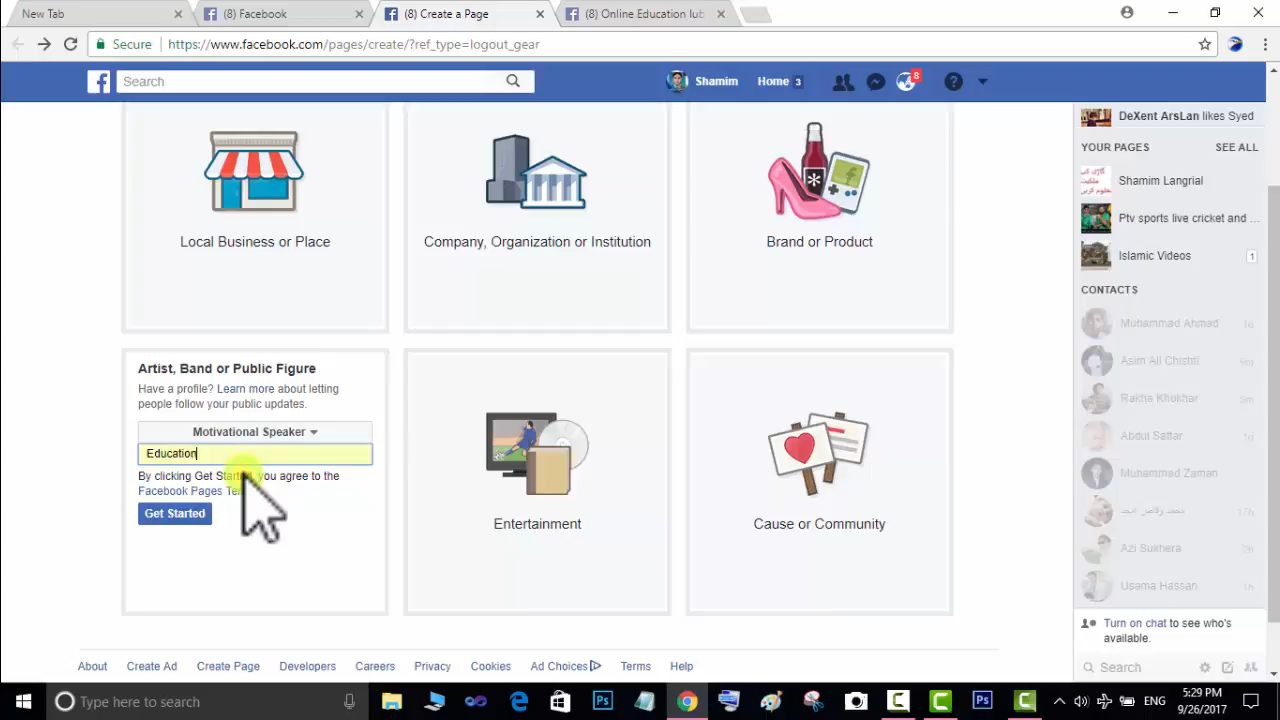 New Tab
(8) Facebook
(8) Create a Page
(8) Online Education lub
Secure
https://www.facebook.com/pages/create/?ref_type=logout_gear
Search
Shamim
Home 3
8
Local Business or Place
Company, Organization or Institution
Brand or Product
Artist, Band or Public Figure
Have a profile? Learn more about letting
people follow your public updates.
Motivational Speaker
Education
By clicking Get Started, you agree to the
Facebook Pages Te
Get Started
Entertainment
Cause or Community
About
Create Ad
Create Page
Developers
Careers
Privacy
Cookies
Ad Choices
Terms
Help
DeXent ArsLan likes Syed
YOUR PAGES
SEE ALL
Shamim Langrial
Ptv sports live cricket and ...
Islamic Videos
1
CONTACTS
Muhammad Ahmad
Asim Ali Chishti
Rakha Khokhar
Abdul Sattar
Muhammad Zaman
Azi Sukhera
Usama Hassan
Turn on chat to see who's
available.
Search
Type here to search
ENG
5:29 PM
9/26/2017